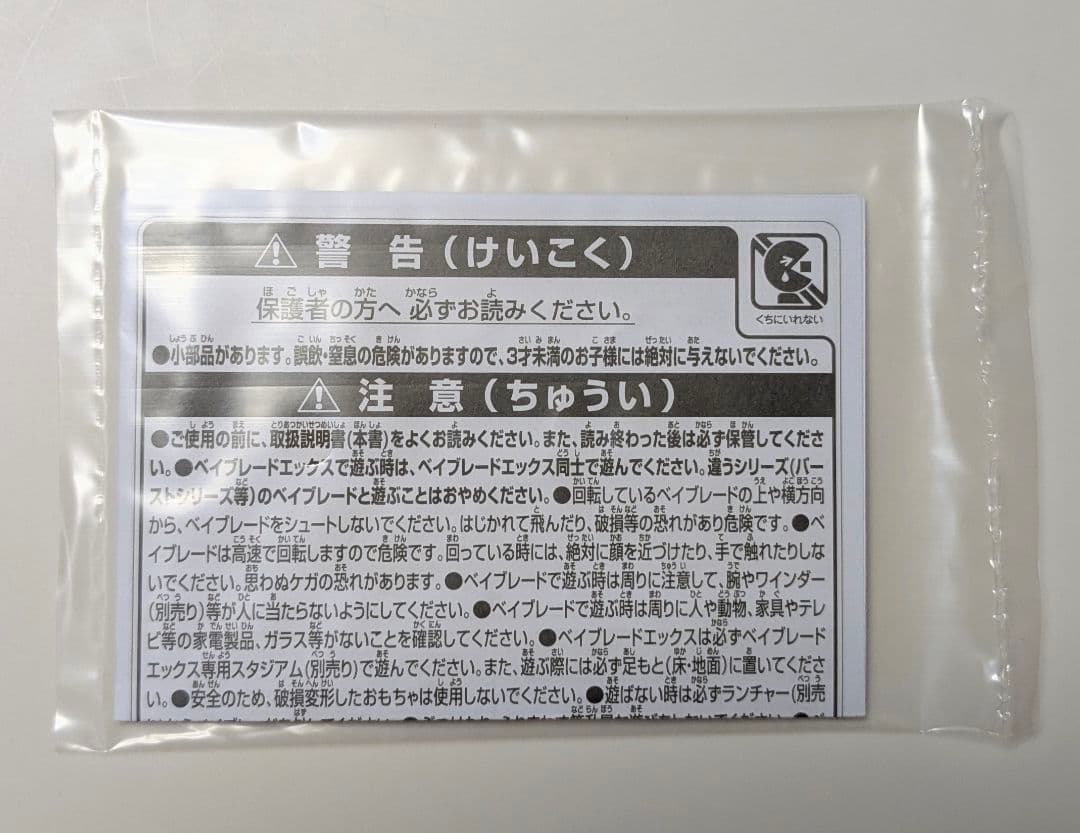 警告(けいこく)
くちにいれない
保護者の方へ 必ずお読みください。
●小部品があります。誤飲・窒息の危険がありますので、3才未満のお子様には絶対に与えないでください。
注意(ちゅうい)
●ご使用の前に、取扱説明書(本書)をよくお読みください。また、読み終わった後は必ず保管してくださ
い。●ベイブレードエックスで遊ぶ時は、ベイブレードエックス同士で遊んでください。違うシリーズ(バー
ストシリーズ等)のベイブレードと遊ぶことはおやめください。●回転しているベイブレードの上や横方向
から、ベイブレードをシュートしないでください。はじかれて飛んだり、破損等の恐れがあり危険です。●ベ
イブレードは高速で回転しますので危険です。回っている時には、絶対に顔を近づけたり、手で触れたりしな
いでください。思わぬケガの恐れがあります。●ベイブレードで遊ぶ時は周りに注意して、腕やワインダー
(別売り)等が人に当たらないようにしてください。●ベイブレードで遊ぶ時は周りに人や動物、家具やテレ
ビ等の家電製品、ガラス等がないことを確認してください。●ベイブレードエックスは必ずベイブレード
エックス専用スタジアム(別売り)で遊んでください。また、遊ぶ際には必ず足もと(床・地面)に置いてくださ
い。●安全のため、破損変形したおもちゃは使用しないでください。●遊ばない時は必ずランチャー(別売